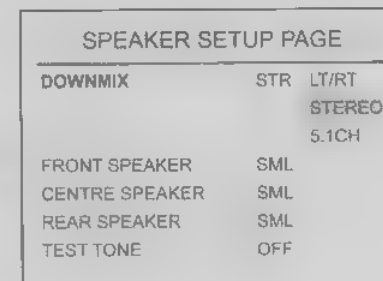 SPEAKER SETUP PAGE
DOWNMIX STR LT/RT
STEREO
5.1CH
FRONT SPEAKER SML
CENTRE SPEAKER SML
REAR SPEAKER SML
TEST TONE OFF